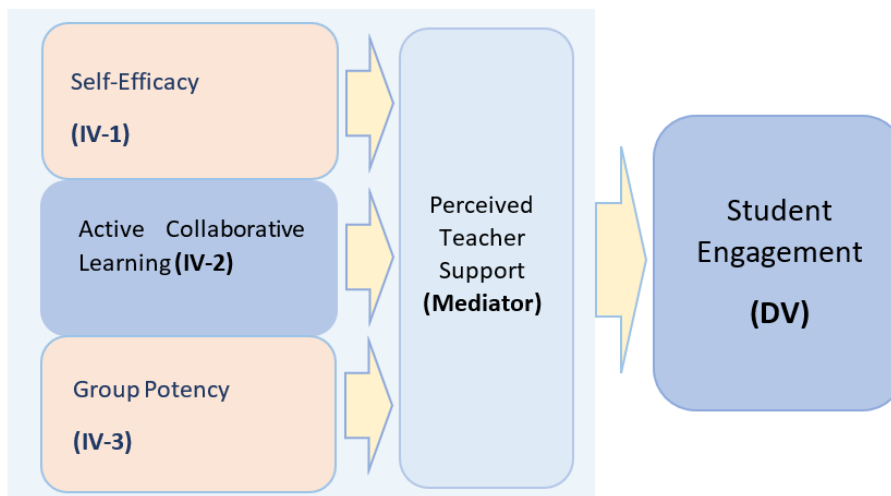 Self-Efficacy
(IV-1)
Active Collaborative
Learning (IV-2)
Group Potency
(IV-3)
Perceived
Teacher
Support
(Mediator)
Student
Engagement
(DV)